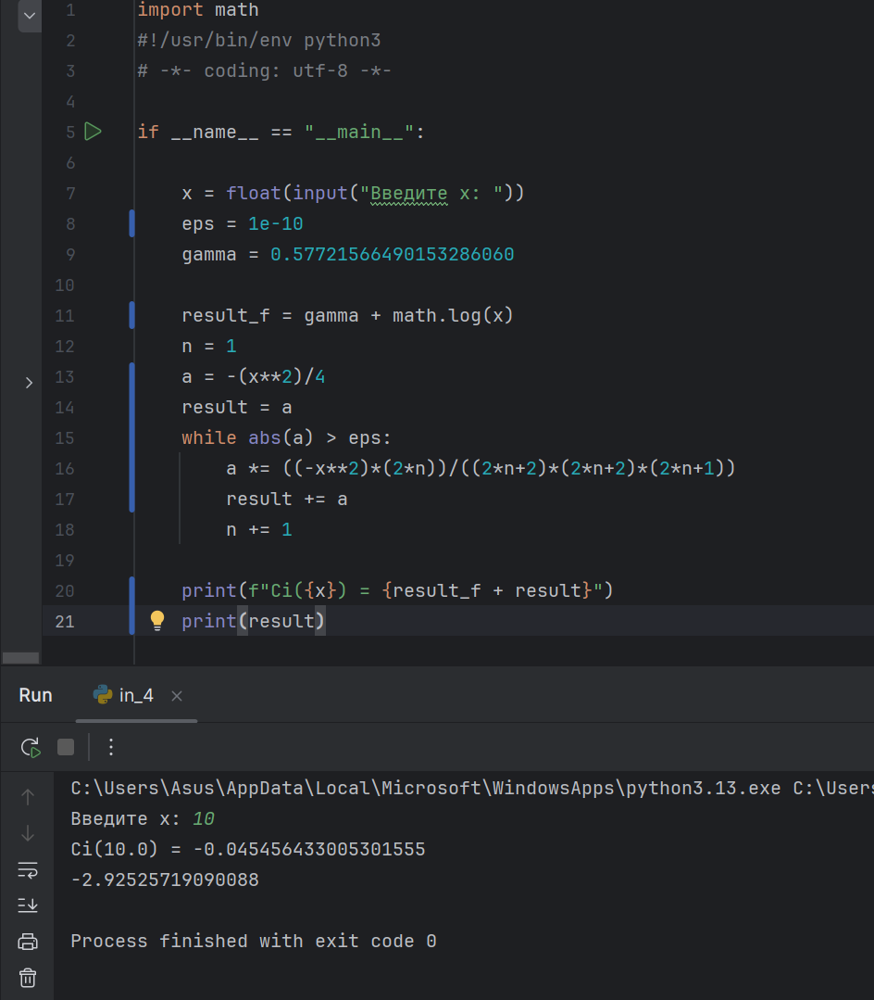 1 import math
2 #!/usr/bin/env python3
3 # -*- coding: utf-8 -*-
4
5 if __name__ == "__main__":
6
7 x = float(input("Введите x: "))
8 eps = 1e-10
9 gamma = 0.57721566490153286060
10
11 result_f = gamma + math.log(x)
12 n = 1
13 a = -(x**2)/4
14 result = a
15 while abs(a) > eps:
16 a *= ((-x**2)*(2*n))/((2*n+2)*(2*n+2)*(2*n+1))
17 result += a
18 n += 1
19
20 print(f"Ci({x}) = {result_f + result}")
21 print(result)
Run in_4
C:\Users\Asus\AppData\Local\Microsoft\WindowsApps\python3.13.exe C:\Users
Введите x: 10
Ci(10.0) = -0.045456433005301555
-2.92525719090088
Process finished with exit code 0